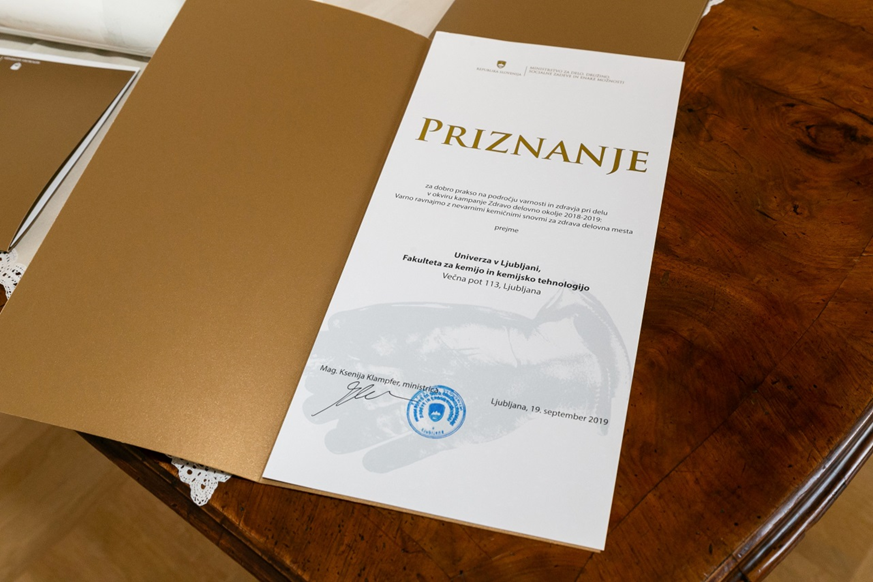 REPUBLIKA SLOVENIJA
MINISTRSTVO ZA DELO, DRUŽINO,
SOCIALNE ZADEVE IN ENAKE MOŽNOSTI
PRIZNANJE
za dobro prakso na področju varnosti in zdravja pri delu
v okviru kampanje Zdravo delovno okolje 2018-2019:
Varno ravnajmo z nevarnimi kemičnimi snovmi za zdrava delovna mesta
prejme
Univerza v Ljubljani,
Fakulteta za kemijo in kemijsko tehnologijo
Večna pot 113, Ljubljana
Mag. Ksenija Klampfer, ministrica
Ljubljana, 19. september 2019